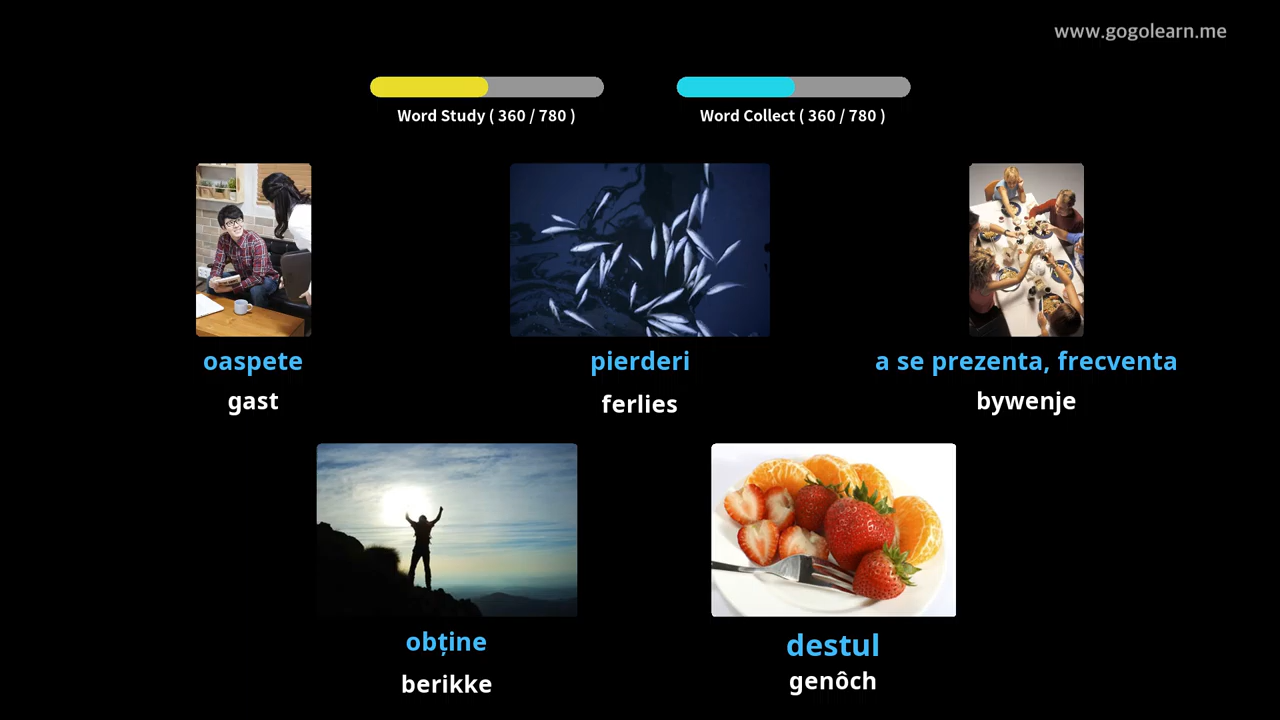 www.gogolearn.me
Word Study ( 360 / 780 )
Word Collect ( 360 / 780 )
oaspete
gast
pierderi
ferlies
a se prezenta, frecventa
bywenje
obține
berikke
destul
genôch